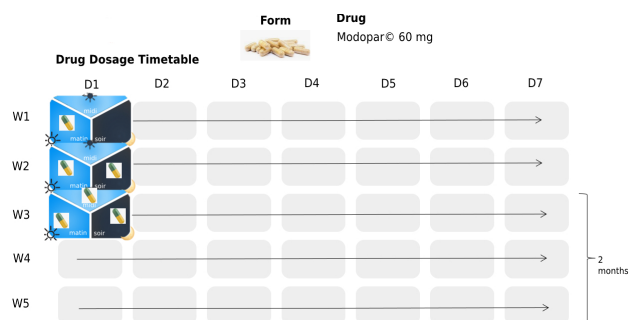 Form
Drug
Modopar© 60 mg
Drug Dosage Timetable
D1 D2 D3 D4 D5 D6 D7
W1
midi
matin soir
W2
midi
matin soir
W3
midi
matin soir
W4
2
months
W5